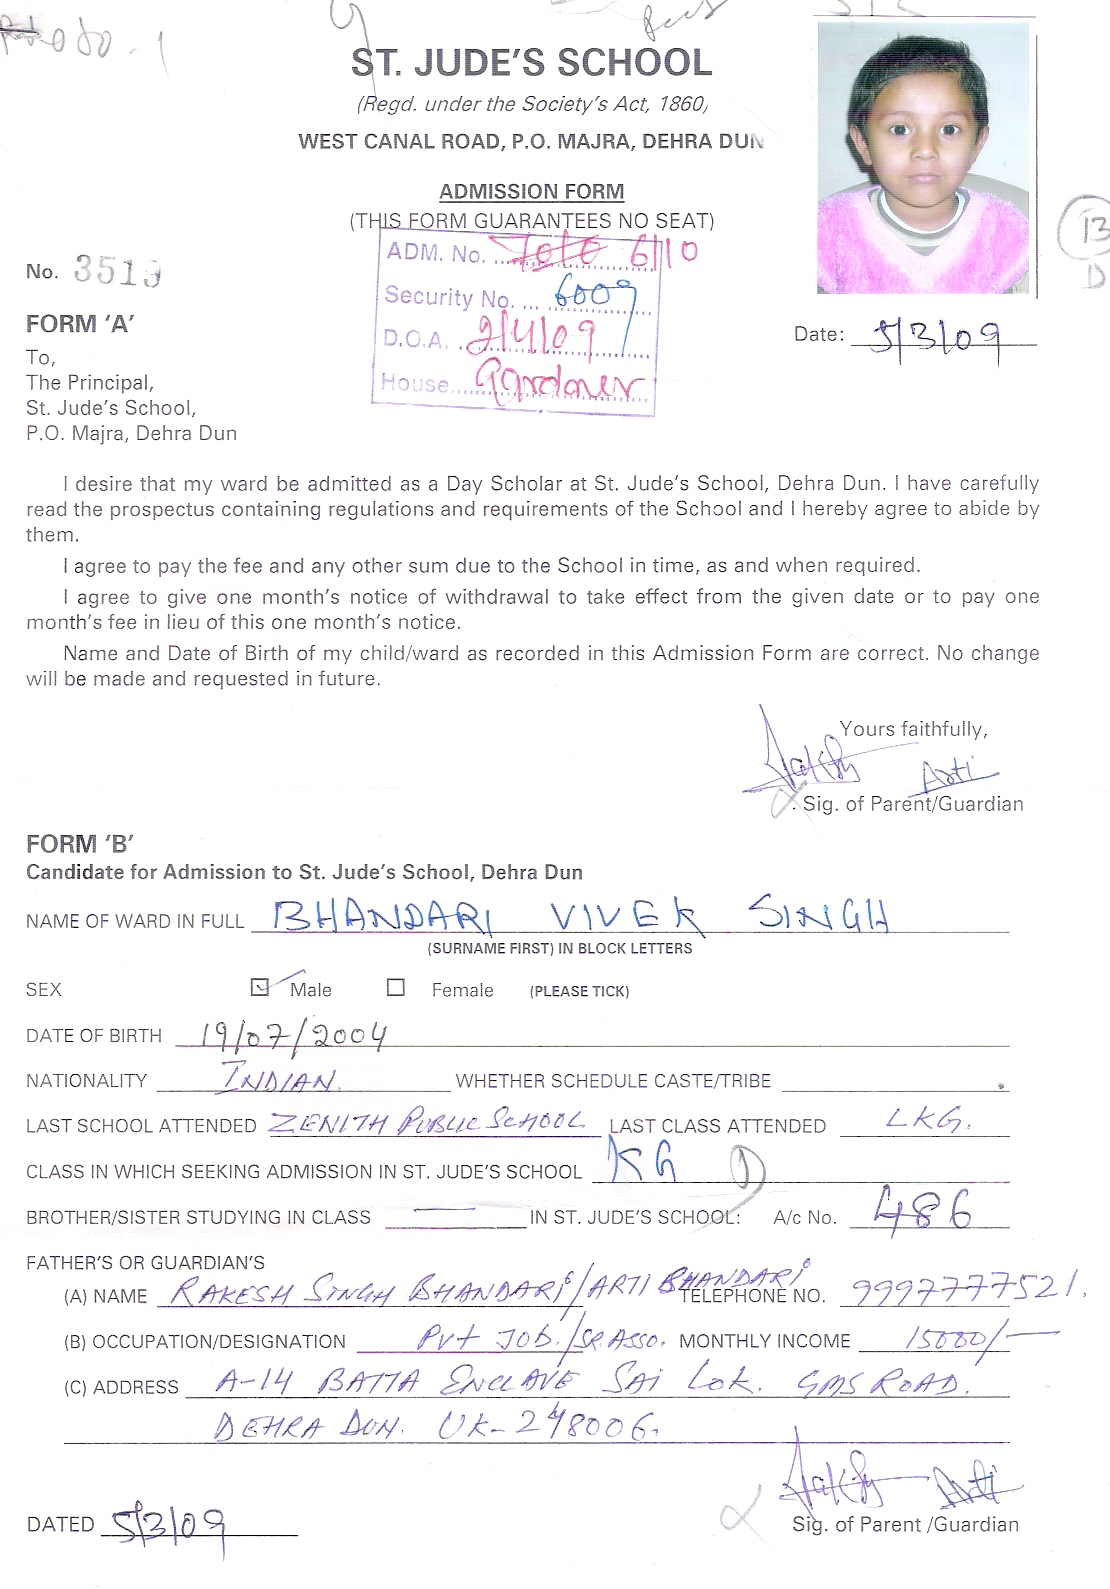 ST. JUDE'S SCHOOL
(Regd. under the Society's Act, 1860)
WEST CANAL ROAD, P.O. MAJRA, DEHRA DUN
ADMISSION FORM
(THIS FORM GUARANTEES NO SEAT)
ADM. No. ... 6110
No. 3519
Security No. ... 6009
FORM 'A'
Date: 5/3/09
D.O.A. .. 2/4/09
To,
The Principal,
House.... Gardner
St. Jude's School,
P.O. Majra, Dehra Dun
13
D
I desire that my ward be admitted as a Day Scholar at St. Jude's School, Dehra Dun. I have carefully
read the prospectus containing regulations and requirements of the School and I hereby agree to abide by
them.
I agree to pay the fee and any other sum due to the School in time, as and when required.
I agree to give one month's notice of withdrawal to take effect from the given date or to pay one
month's fee in lieu of this one month's notice.
Name and Date of Birth of my child/ward as recorded in this Admission Form are correct. No change
will be made and requested in future.
Yours faithfully,
Arti
Sig. of Parent/Guardian
FORM 'B'
Candidate for Admission to St. Jude's School, Dehra Dun
NAME OF WARD IN FULL BHANDARI VIVEK SINGH
(SURNAME FIRST) IN BLOCK LETTERS
SEX Male Female (PLEASE TICK)
DATE OF BIRTH 19/07/2004
NATIONALITY INDIAN. WHETHER SCHEDULE CASTE/TRIBE
LAST SCHOOL ATTENDED ZENITH PUBLIC SCHOOL LAST CLASS ATTENDED LKG.
CLASS IN WHICH SEEKING ADMISSION IN ST. JUDE'S SCHOOL KG D
BROTHER/SISTER STUDYING IN CLASS — IN ST. JUDE'S SCHOOL: A/c No. 486
FATHER'S OR GUARDIAN'S
(A) NAME RAKESH SINGH BHANDARI/ARTI BHANDARI TELEPHONE NO. 9997777521.
(B) OCCUPATION/DESIGNATION Pvt JOB./SR.ASSO. MONTHLY INCOME 15000/—
(C) ADDRESS A-14 BATTA ENCLAVE SAI LOK. GMS ROAD.
DEHRA DUN. UK-248006.
Arti
DATED 5/3/09
Sig. of Parent /Guardian